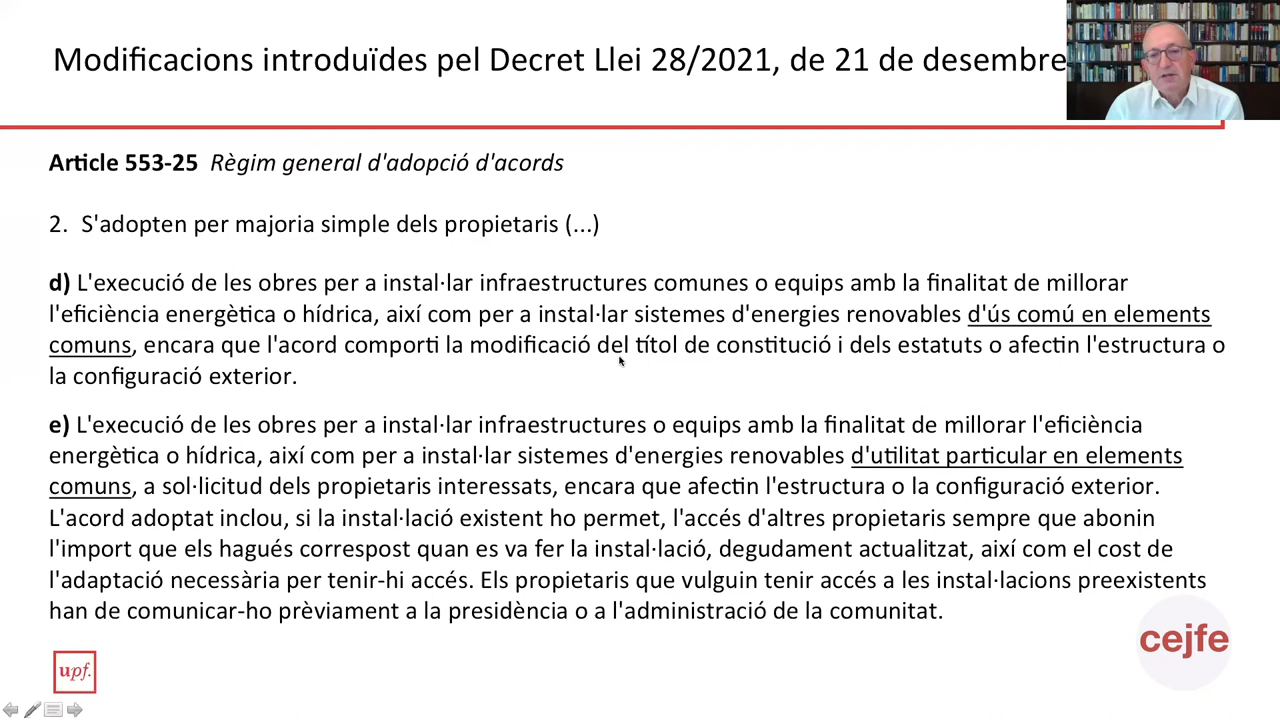 Modificacions introduïdes pel Decret Llei 28/2021, de 21 de desembre
Article 553-25 Règim general d'adopció d'acords
2. S'adopten per majoria simple dels propietaris (...)
d) L'execució de les obres per a instal·lar infraestructures comunes o equips amb la finalitat de millorar
l'eficiència energètica o hídrica, així com per a instal·lar sistemes d'energies renovables d'ús comú en elements
comuns, encara que l'acord comporti la modificació del títol de constitució i dels estatuts o afectin l'estructura o
la configuració exterior.
e) L'execució de les obres per a instal·lar infraestructures o equips amb la finalitat de millorar l'eficiència
energètica o hídrica, així com per a instal·lar sistemes d'energies renovables d'utilitat particular en elements
comuns, a sol·licitud dels propietaris interessats, encara que afectin l'estructura o la configuració exterior.
L'acord adoptat inclou, si la instal·lació existent ho permet, l'accés d'altres propietaris sempre que abonin
l'import que els hagués correspost quan es va fer la instal·lació, degudament actualitzat, així com el cost de
l'adaptació necessària per tenir-hi accés. Els propietaris que vulguin tenir accés a les instal·lacions preexistents
han de comunicar-ho prèviament a la presidència o a l'administració de la comunitat.
upf.
cejfe